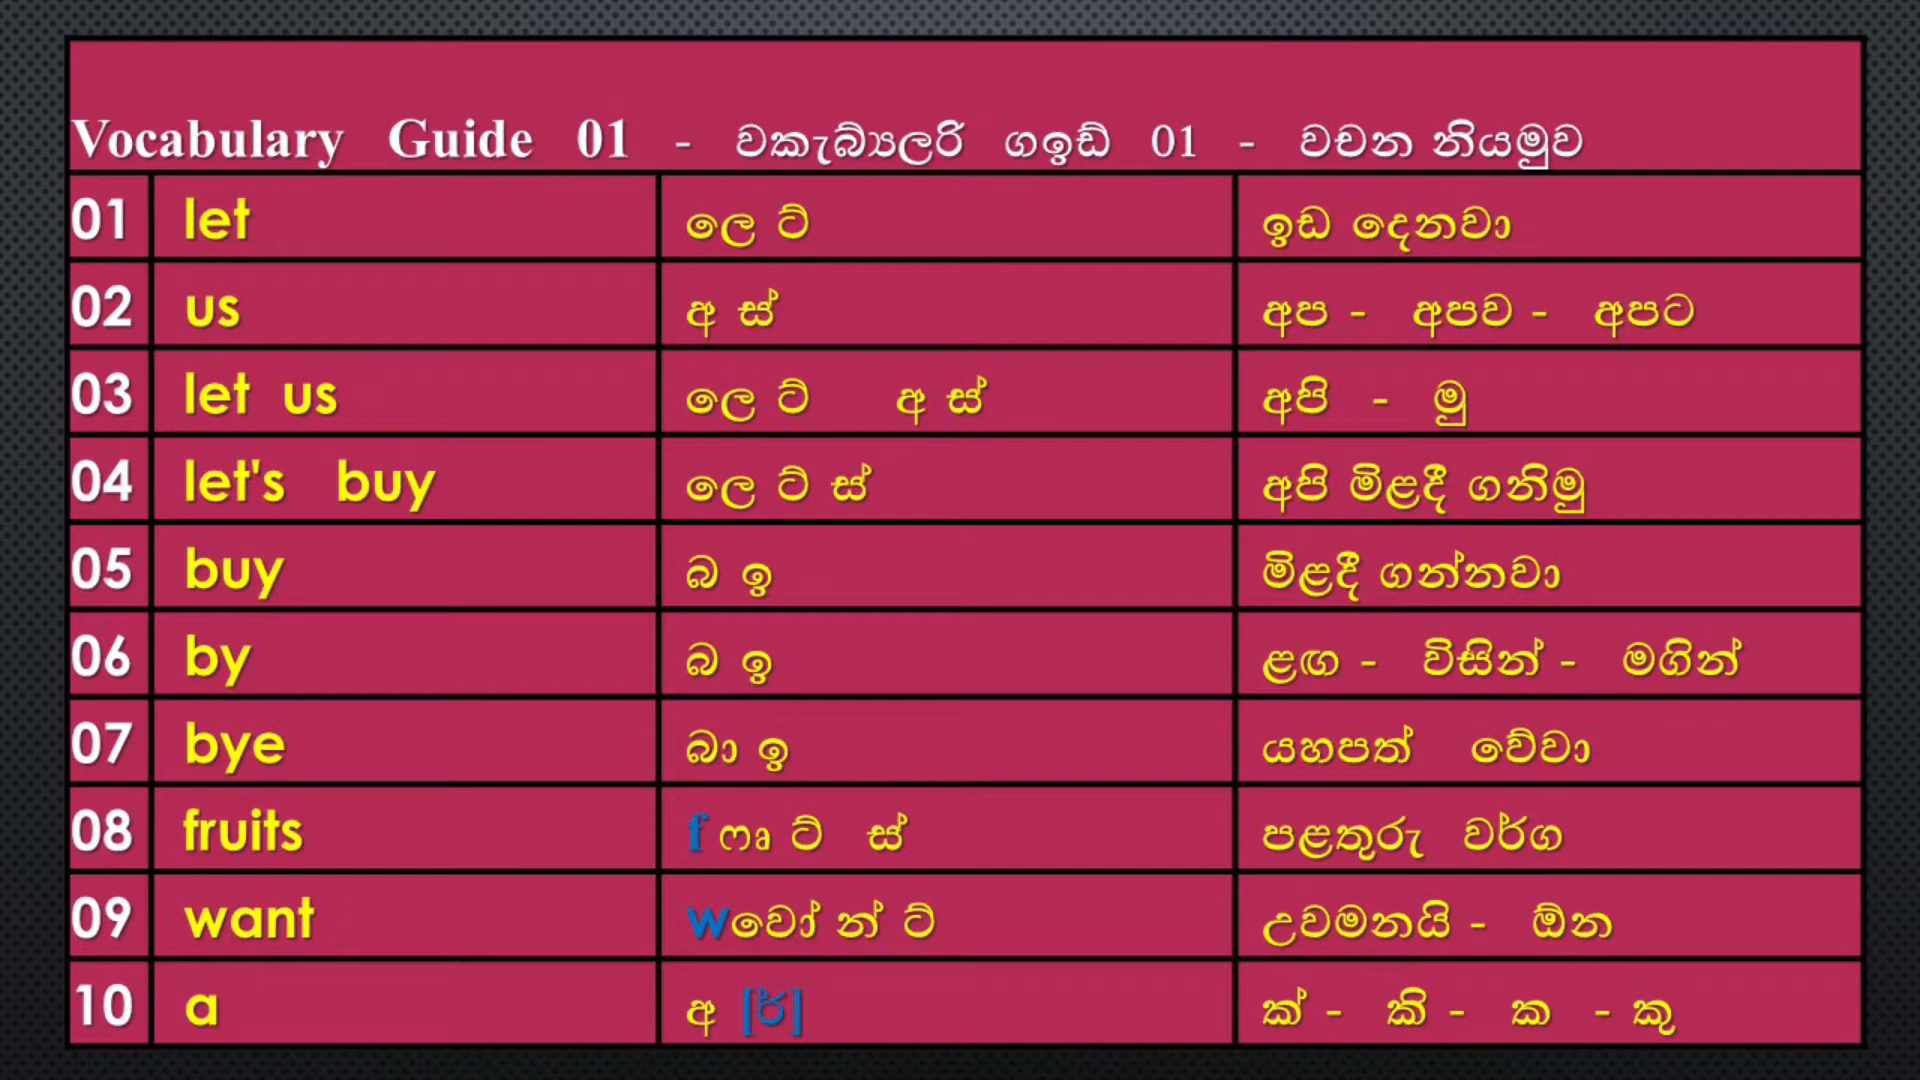 Vocabulary Guide 01 - වකැබ්‍යලරි ගඉඩ් 01 - වචන නියමුව
01 let ලෙ ට් ඉඩ දෙනවා
02 us අ ස් අප - අපව - අපට
03 let us ලෙ ට් අ ස් අපි - මු
04 let's buy ලෙ ට් ස් අපි මිළදී ගනිමු
05 buy බ ඉ මිළදී ගන්නවා
06 by බ ඉ ළඟ - විසින් - මගින්
07 bye බා ඉ යහපත් වේවා
08 fruits f ෆෘ ට් ස් පළතුරු වර්ග
09 want wවෝ න් ට් උවමනයි - ඕන
10 a අ [ර්] ක් - කි - ක - කු